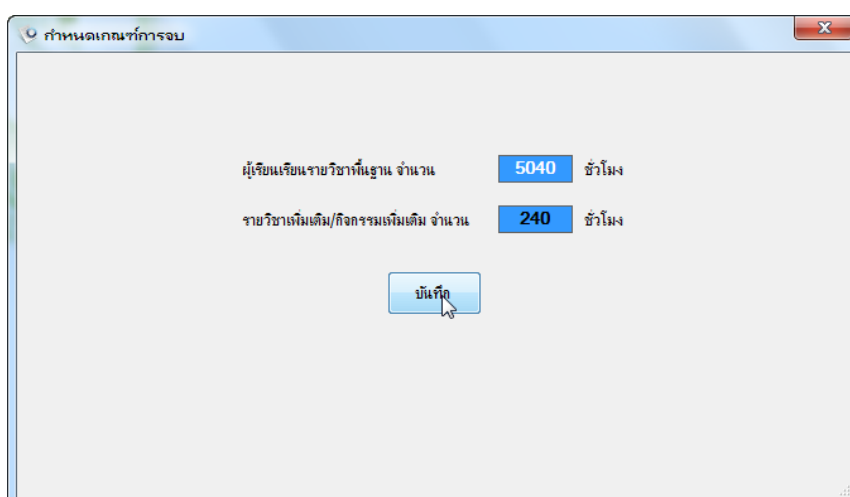 กำหนดเกณฑ์การจบ
x
ผู้เรียนเรียนรายวิชาพื้นฐาน จำนวน 5040 ชั่วโมง
รายวิชาเพิ่มเติม/กิจกรรมเพิ่มเติม จำนวน 240 ชั่วโมง
บันทึก